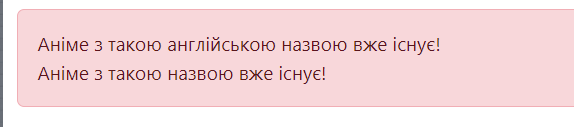 Аніме з такою англійською назвою вже існує!
Аніме з такою назвою вже існує!